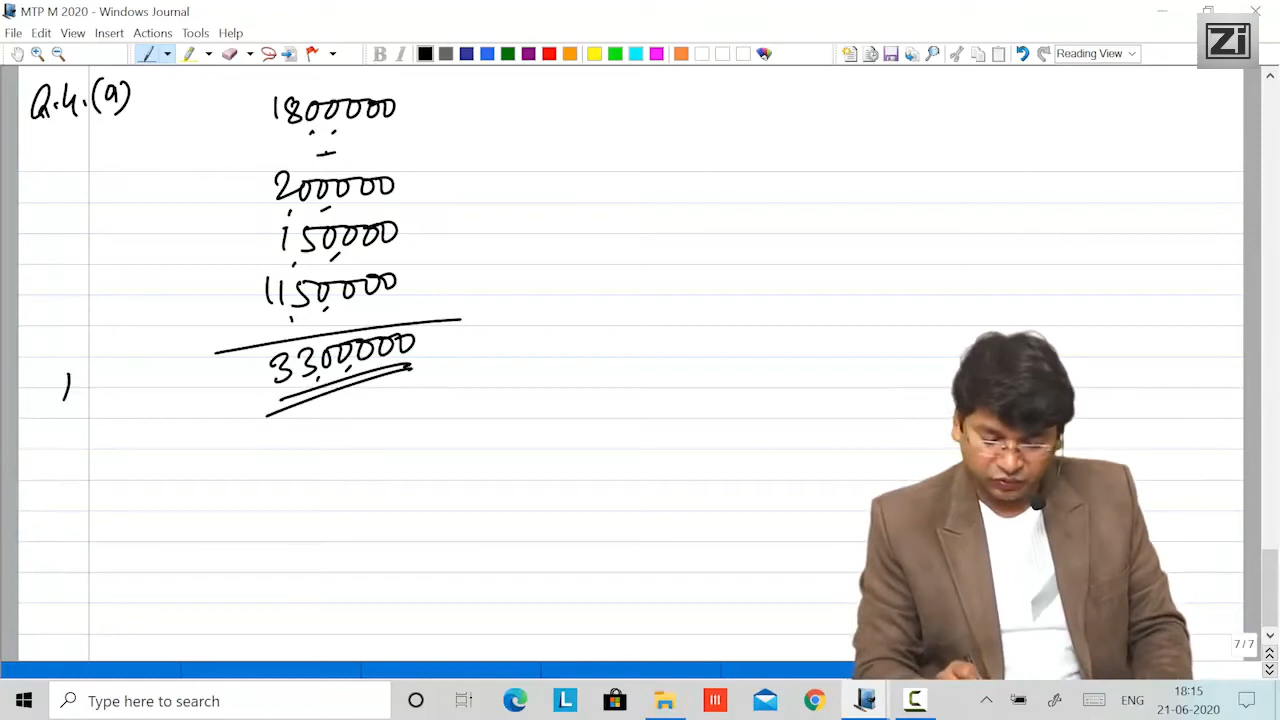 MTP M 2020 - Windows Journal
Zi
File Edit View Insert Actions Tools Help
B I Reading View
Q.4.(a)
1800000
-
200000
150000
1150000
3300000
7/7
Type here to search
L
ENG
18:15
21-06-2020